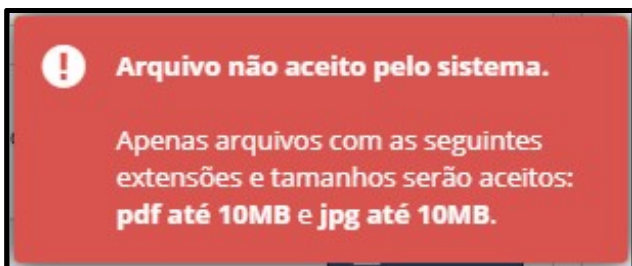 Arquivo não aceito pelo sistema.
Apenas arquivos com as seguintes
extensões e tamanhos serão aceitos:
pdf até 10MB e jpg até 10MB.